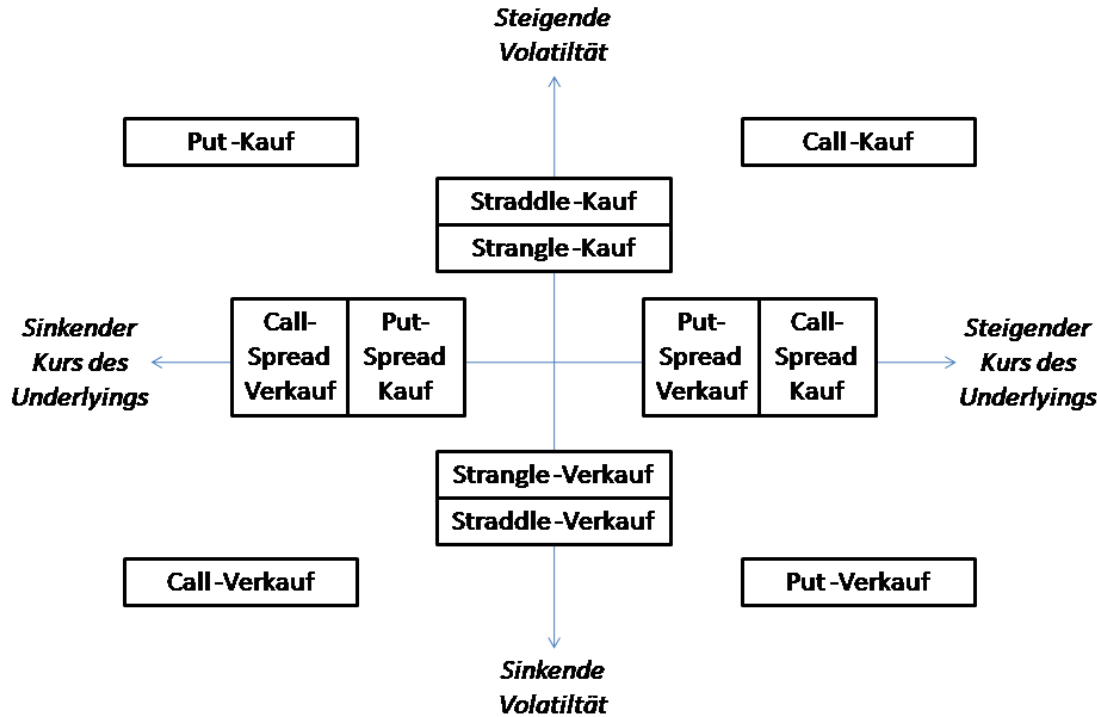 Steigende
Volatiltät
Put-Kauf
Call-Kauf
Straddle-Kauf
Strangle-Kauf
Sinkender
Kurs des
Underlyings
Call-
Spread
Verkauf
Put-
Spread
Kauf
Put-
Spread
Verkauf
Call-
Spread
Kauf
Steigender
Kurs des
Underlyings
Strangle-Verkauf
Straddle-Verkauf
Call-Verkauf
Put-Verkauf
Sinkende
Volatiltät